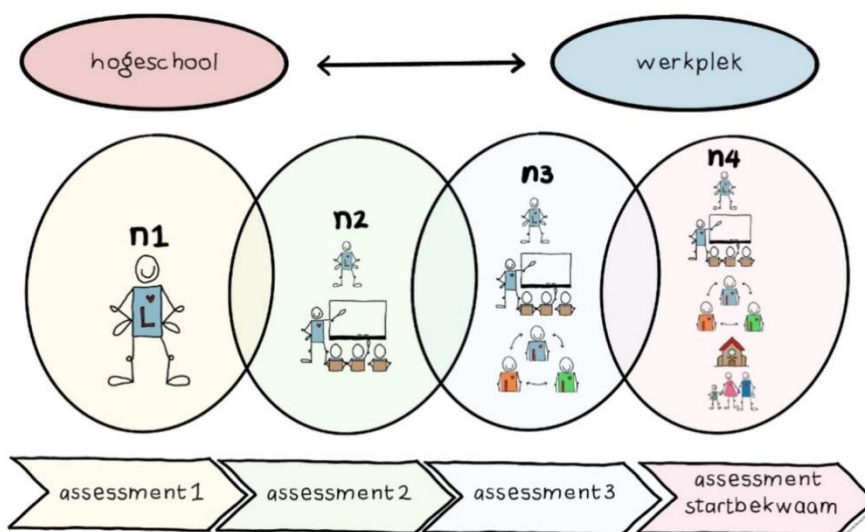 hogeschool
werkplek
n1
n2
n3
n4
L
L
L
L
assessment 1
assessment 2
assessment 3
assessment
startbekwaam